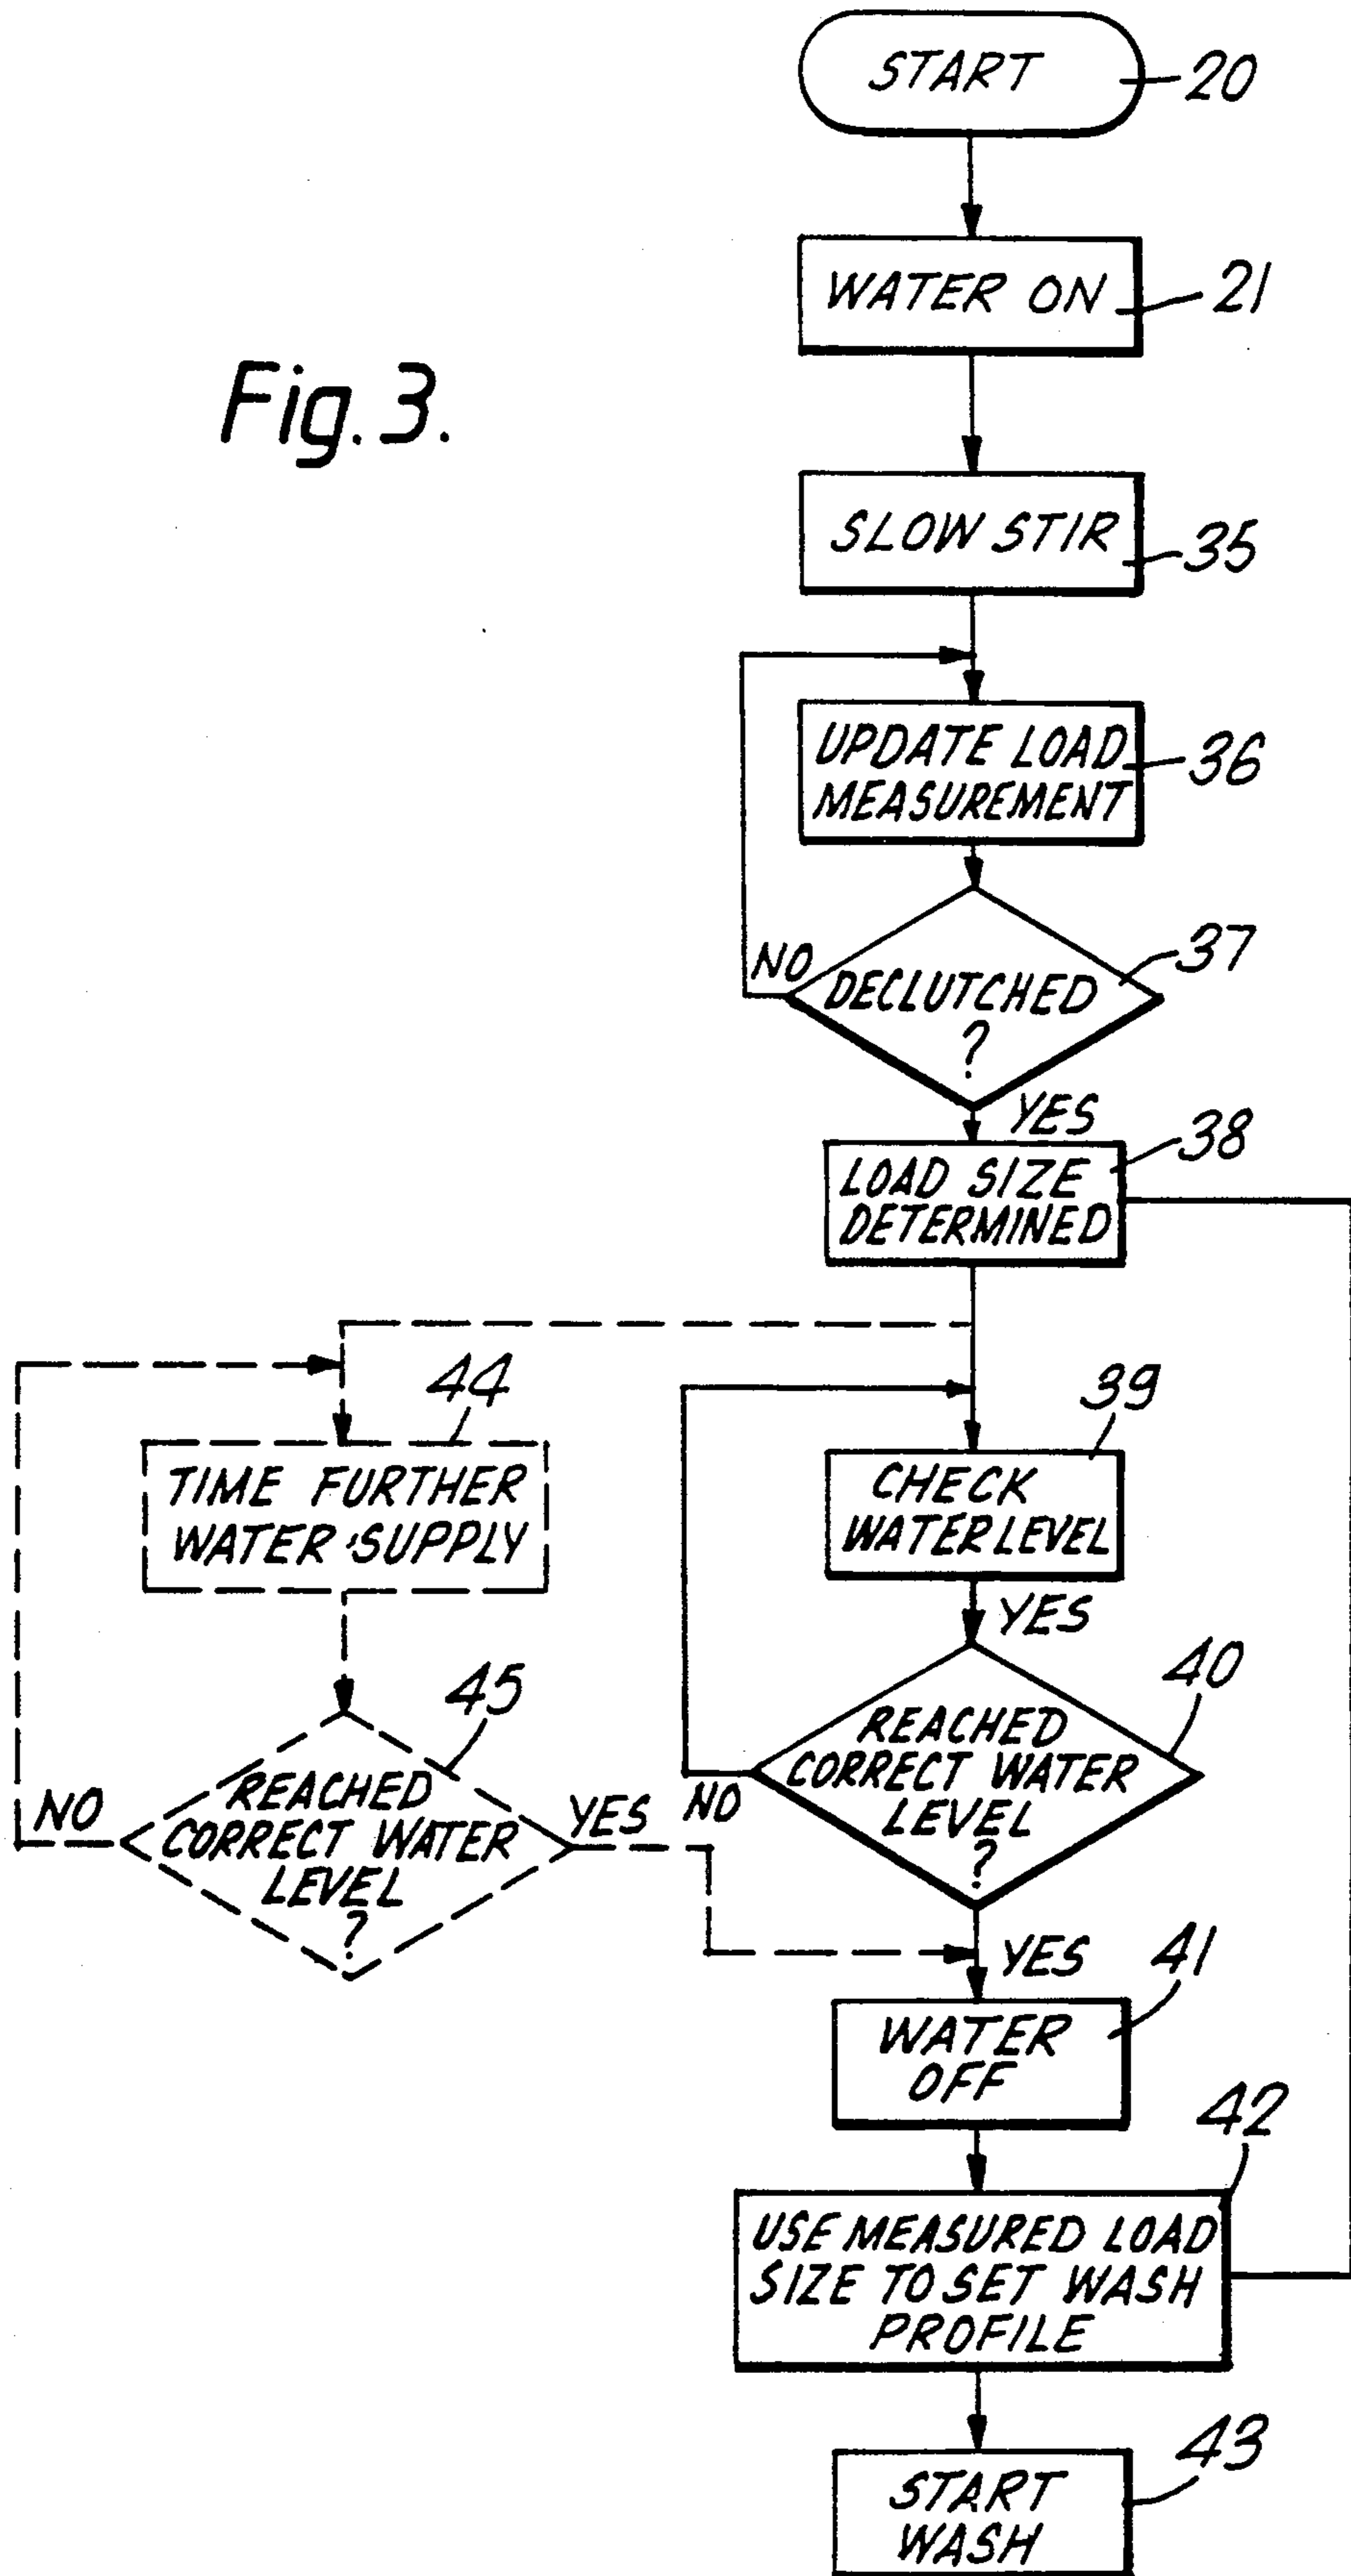 START
20
WATER ON
21
Fig. 3.
SLOW STIR
35
UPDATE LOAD
MEASUREMENT
36
NO
DECLUTCHED
?
37
YES
LOAD SIZE
DETERMINED
38
44
TIME FURTHER
WATER SUPPLY
39
CHECK
WATER LEVEL
YES
45
REACHED
CORRECT WATER
LEVEL
?
NO
YES
40
REACHED
CORRECT WATER
LEVEL
?
NO
YES
41
WATER
OFF
42
USE MEASURED LOAD
SIZE TO SET WASH
PROFILE
43
START
WASH